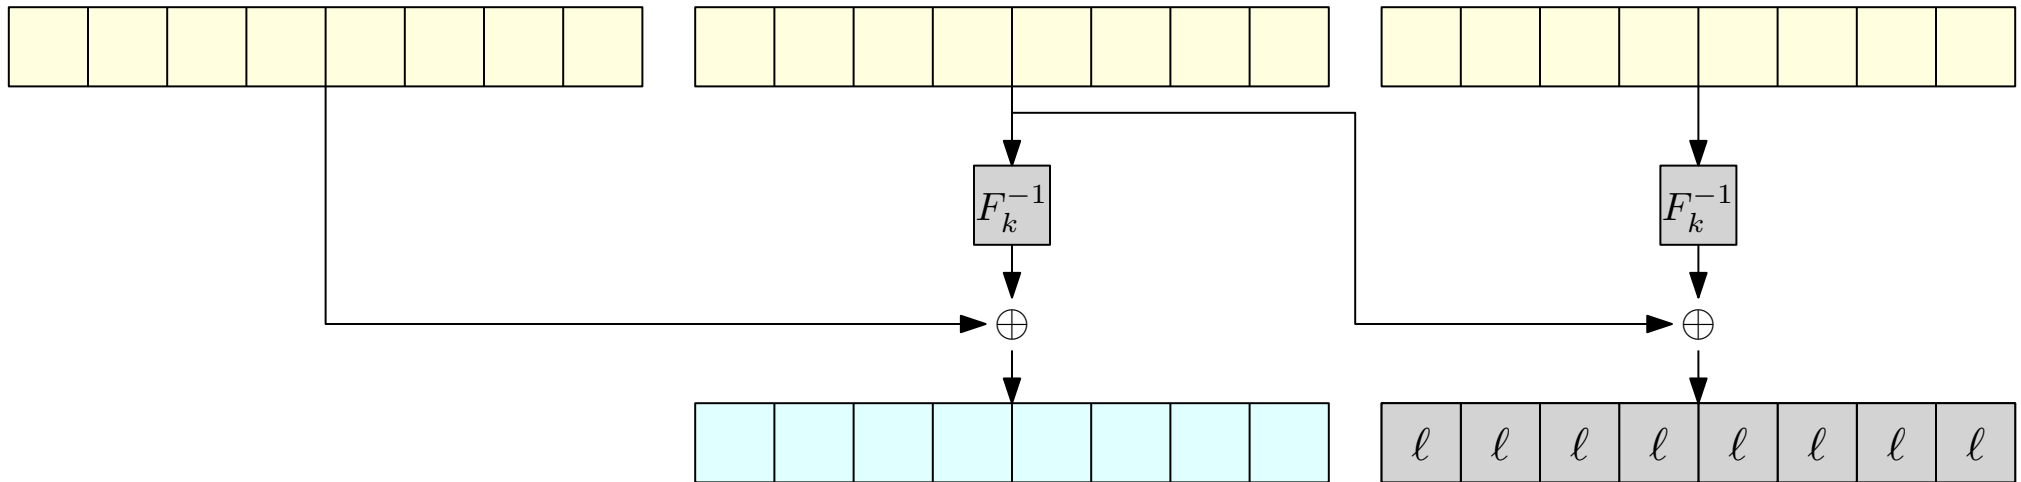 F_k^{-1} F_k^{-1}
ℓ ℓ ℓ ℓ ℓ ℓ ℓ ℓ